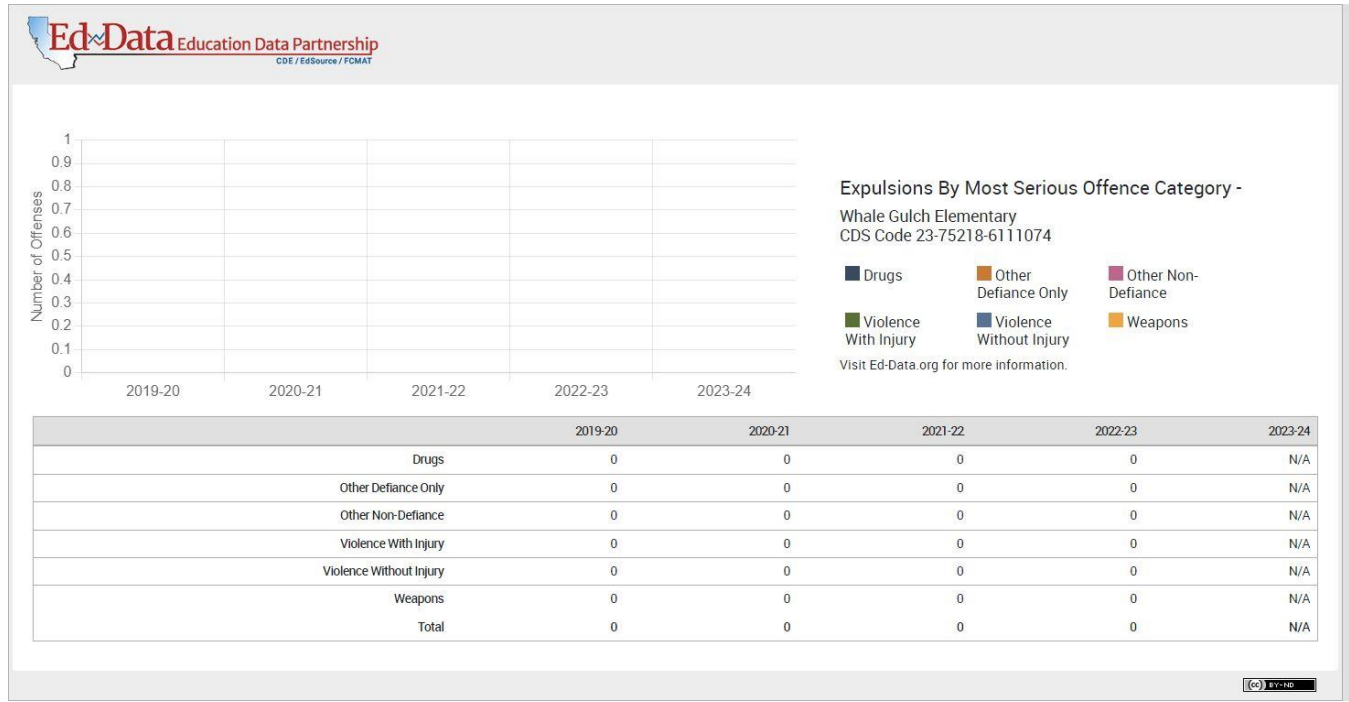 Ed Data Education Data Partnership
CDE / EdSource / FCMAT
1
0.9
0.8
0.7
0.6
0.5
0.4
0.3
0.2
0.1
0
Number of Offenses
2019-20 2020-21 2021-22 2022-23 2023-24
Expulsions By Most Serious Offence Category -
Whale Gulch Elementary
CDS Code 23-75218-6111074
Drugs Other Other Non-
Defiance Only Defiance
Violence Violence Weapons
With Injury Without Injury
Visit Ed-Data.org for more information.
2019-20 2020-21 2021-22 2022-23 2023-24
Drugs 0 0 0 0 N/A
Other Defiance Only 0 0 0 0 N/A
Other Non-Defiance 0 0 0 0 N/A
Violence With Injury 0 0 0 0 N/A
Violence Without Injury 0 0 0 0 N/A
Weapons 0 0 0 0 N/A
Total 0 0 0 0 N/A
(cc) BY-ND